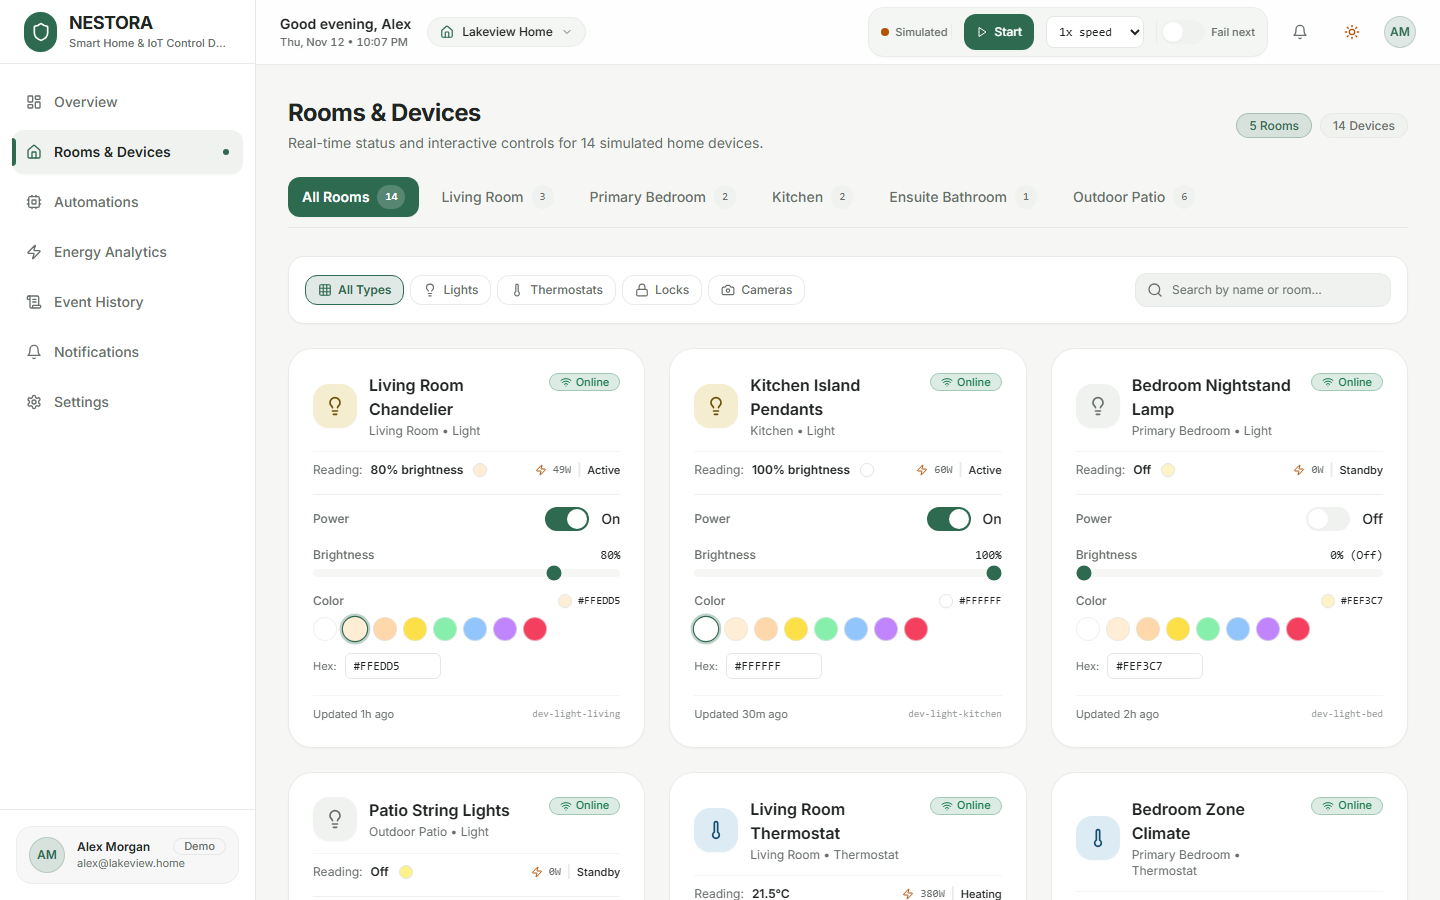 NESTORA
Smart Home & IoT Control D...
Good evening, Alex
Thu, Nov 12 • 10:07 PM
Lakeview Home
Simulated
Start
1x speed
Fail next
AM
Overview
Rooms & Devices
Automations
Energy Analytics
Event History
Notifications
Settings
AM
Alex Morgan
Demo
alex@lakeview.home
Rooms & Devices
Real-time status and interactive controls for 14 simulated home devices.
5 Rooms
14 Devices
All Rooms 14
Living Room 3
Primary Bedroom 2
Kitchen 2
Ensuite Bathroom 1
Outdoor Patio 6
All Types
Lights
Thermostats
Locks
Cameras
Search by name or room...
Living Room
Chandelier
Online
Living Room • Light
Reading: 80% brightness
49W
Active
Power
On
Brightness
80%
Color
#FFEDD5
Hex: #FFEDD5
Updated 1h ago
dev-light-living
Kitchen Island
Pendants
Online
Kitchen • Light
Reading: 100% brightness
60W
Active
Power
On
Brightness
100%
Color
#FFFFFF
Hex: #FFFFFF
Updated 30m ago
dev-light-kitchen
Bedroom Nightstand
Lamp
Online
Primary Bedroom • Light
Reading: Off
0W
Standby
Power
Off
Brightness
0% (Off)
Color
#FEF3C7
Hex: #FEF3C7
Updated 2h ago
dev-light-bed
Patio String Lights
Online
Outdoor Patio • Light
Reading: Off
0W
Standby
Living Room
Thermostat
Online
Living Room • Thermostat
Reading: 21.5°C
380W
Heating
Bedroom Zone
Climate
Online
Primary Bedroom •
Thermostat